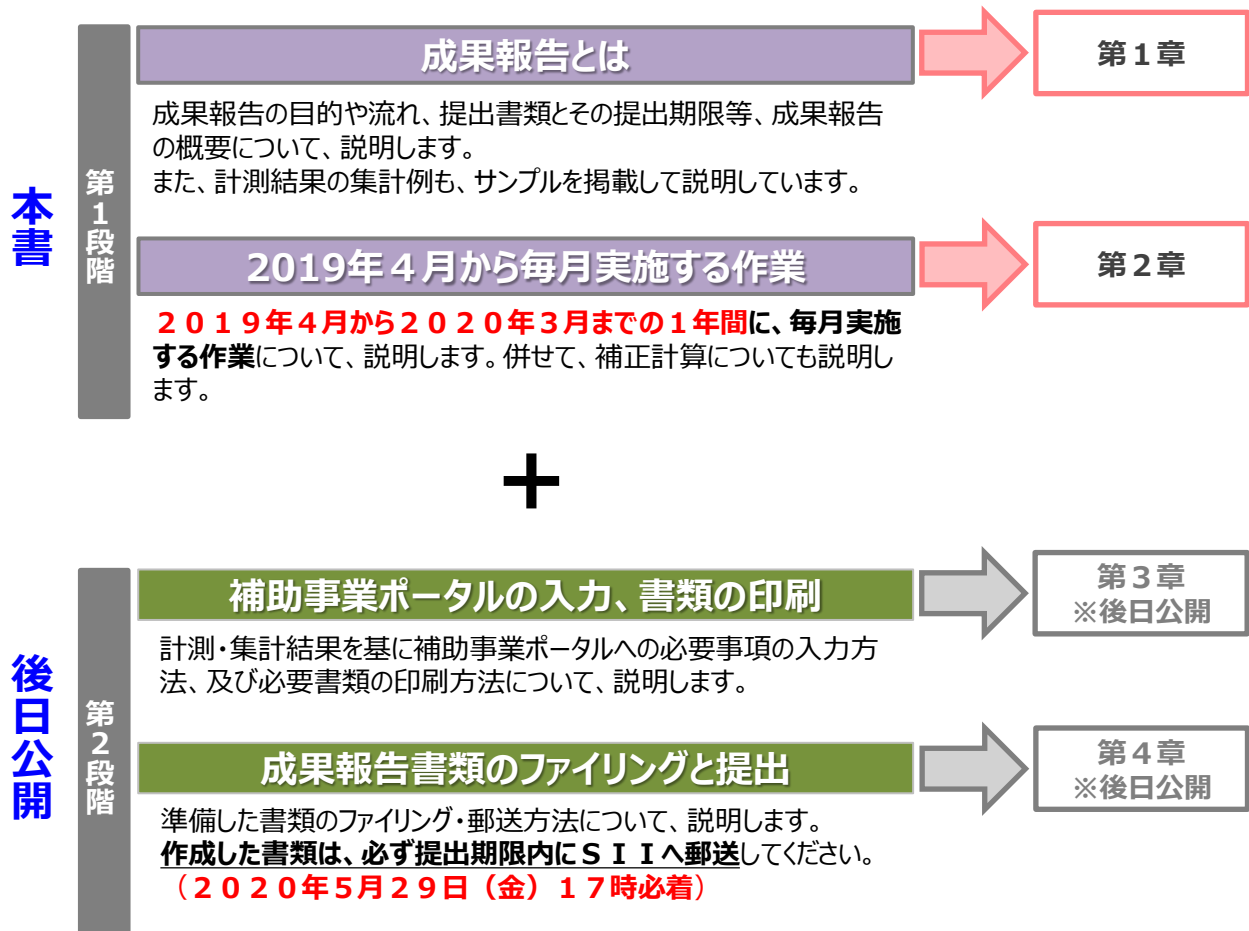 本書
第1段階
成果報告とは
第１章
成果報告の目的や流れ、提出書類とその提出期限等、成果報告
の概要について、説明します。
また、計測結果の集計例も、サンプルを掲載して説明しています。
2019年４月から毎月実施する作業
第２章
２０１９年４月から２０２０年３月までの１年間に、毎月実施
する作業について、説明します。併せて、補正計算についても説明し
ます。
＋
後日公開
第2段階
補助事業ポータルの入力、書類の印刷
第３章
※後日公開
計測・集計結果を基に補助事業ポータルへの必要事項の入力方
法、及び必要書類の印刷方法について、説明します。
成果報告書類のファイリングと提出
第４章
※後日公開
準備した書類のファイリング・郵送方法について、説明します。
作成した書類は、必ず提出期限内にＳＩＩへ郵送してください。
（２０２０年５月２９日（金）１７時必着）